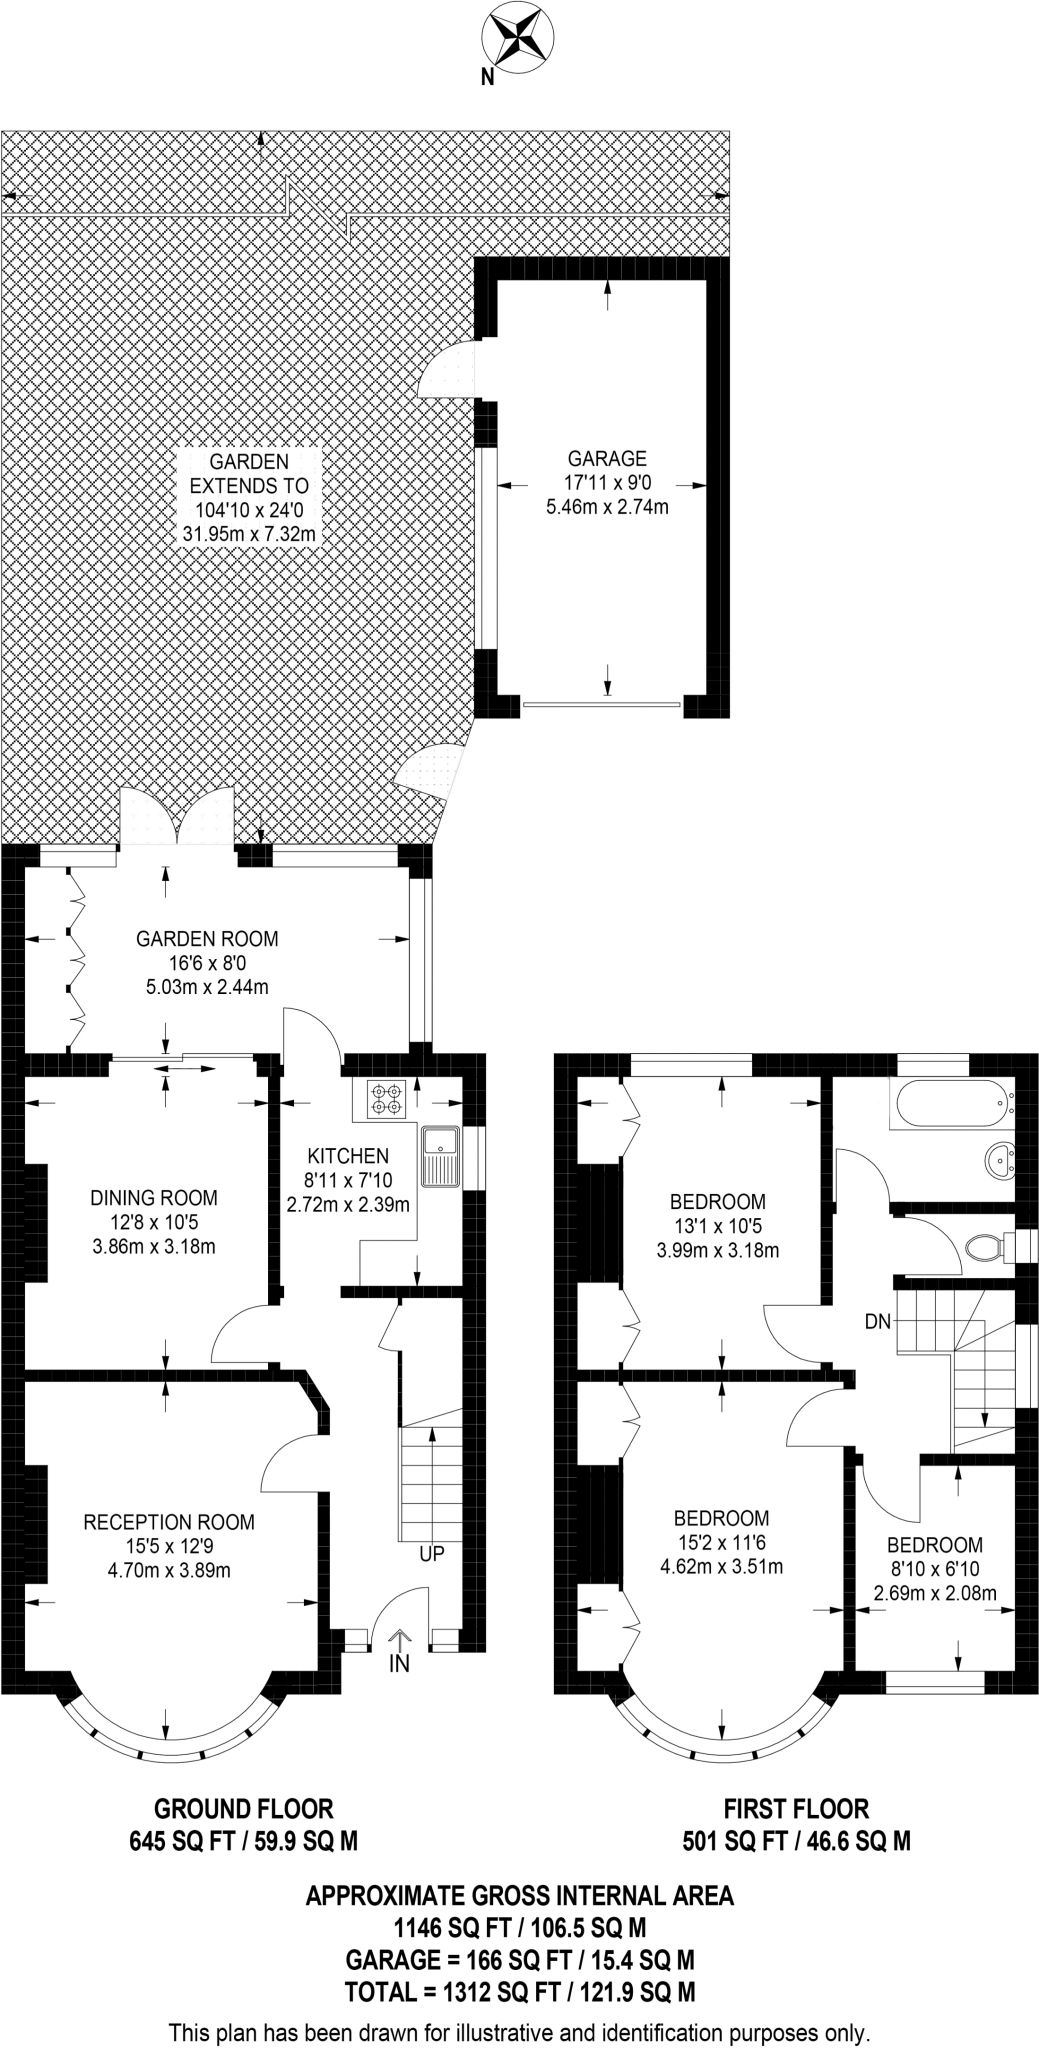 N
GARDEN
EXTENDS TO
104'10 x 24'0
31.95m x 7.32m
GARAGE
17'11 x 9'0
5.46m x 2.74m
GARDEN ROOM
16'6 x 8'0
5.03m x 2.44m
KITCHEN
8'11 x 7'10
2.72m x 2.39m
DINING ROOM
12'8 x 10'5
3.86m x 3.18m
BEDROOM
13'1 x 10'5
3.99m x 3.18m
DN
RECEPTION ROOM
15'5 x 12'9
4.70m x 3.89m
UP
IN
BEDROOM
15'2 x 11'6
4.62m x 3.51m
BEDROOM
8'10 x 6'10
2.69m x 2.08m
GROUND FLOOR
645 SQ FT / 59.9 SQ M
FIRST FLOOR
501 SQ FT / 46.6 SQ M
APPROXIMATE GROSS INTERNAL AREA
1146 SQ FT / 106.5 SQ M
GARAGE = 166 SQ FT / 15.4 SQ M
TOTAL = 1312 SQ FT / 121.9 SQ M
This plan has been drawn for illustrative and identification purposes only.